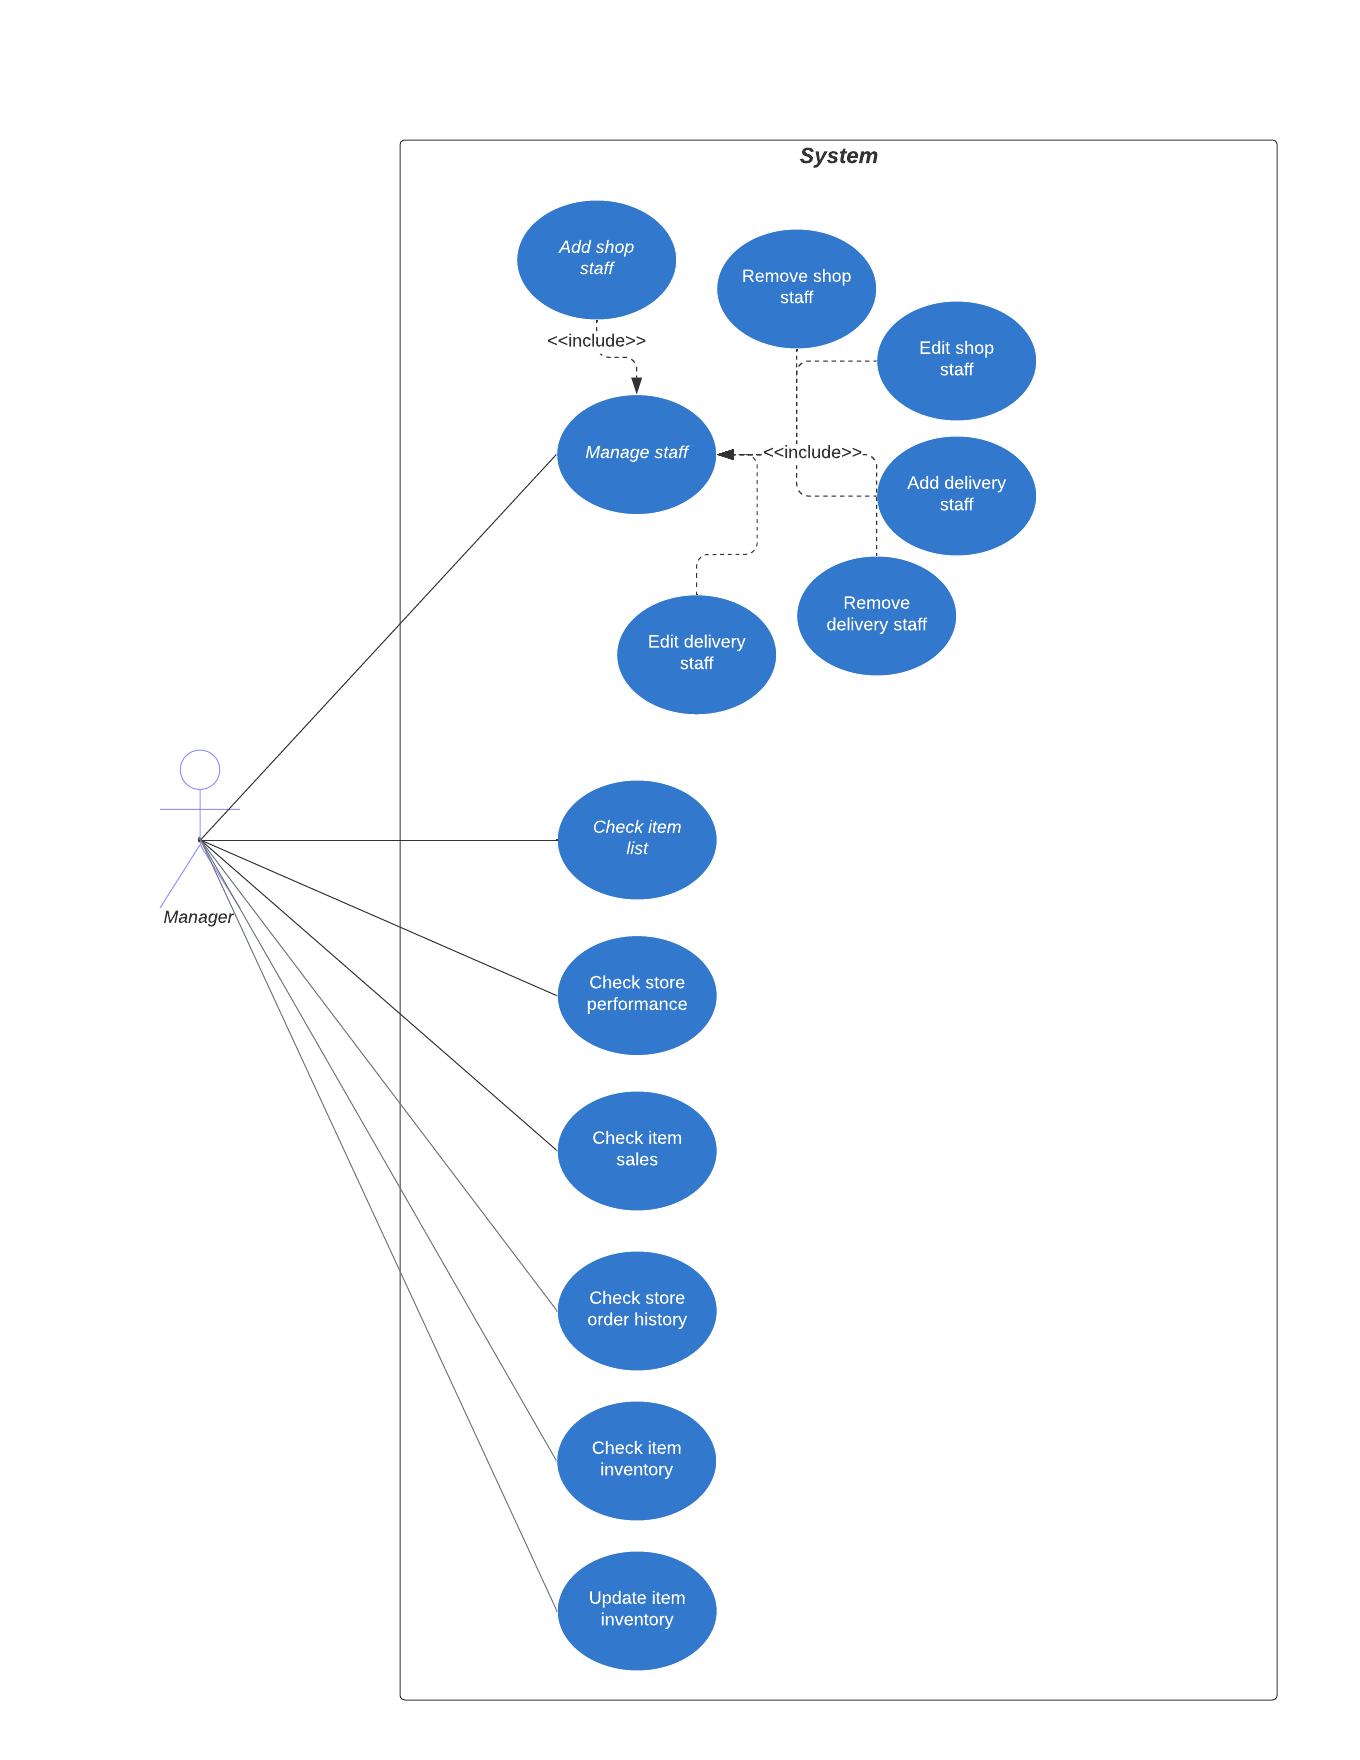 System
Add shop
staff
Remove shop
staff
<<include>>
Edit shop
staff
Manage staff
<<include>>
Add delivery
staff
Remove
delivery staff
Edit delivery
staff
Check item
list
Manager
Check store
performance
Check item
sales
Check store
order history
Check item
inventory
Update item
inventory